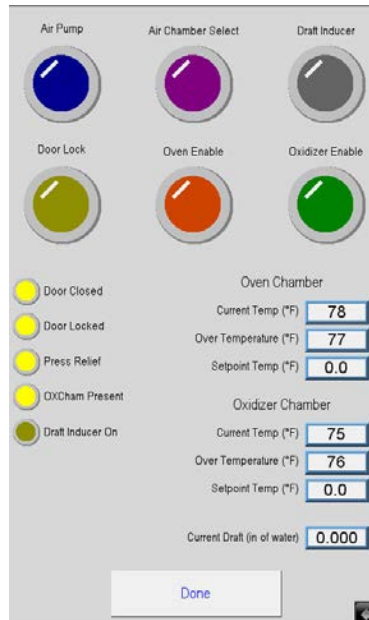 Air Pump Air Chamber Select Draft Inducer
Door Lock Oven Enable Oxidizer Enable
Door Closed
Door Locked
Press Relief
OXCham Present
Draft Inducer On
Oven Chamber
Current Temp (°F) 78
Over Temperature (°F) 77
Setpoint Temp (°F) 0.0
Oxidizer Chamber
Current Temp (°F) 75
Over Temperature (°F) 76
Setpoint Temp (°F) 0.0
Current Draft (in of water) 0.000
Done